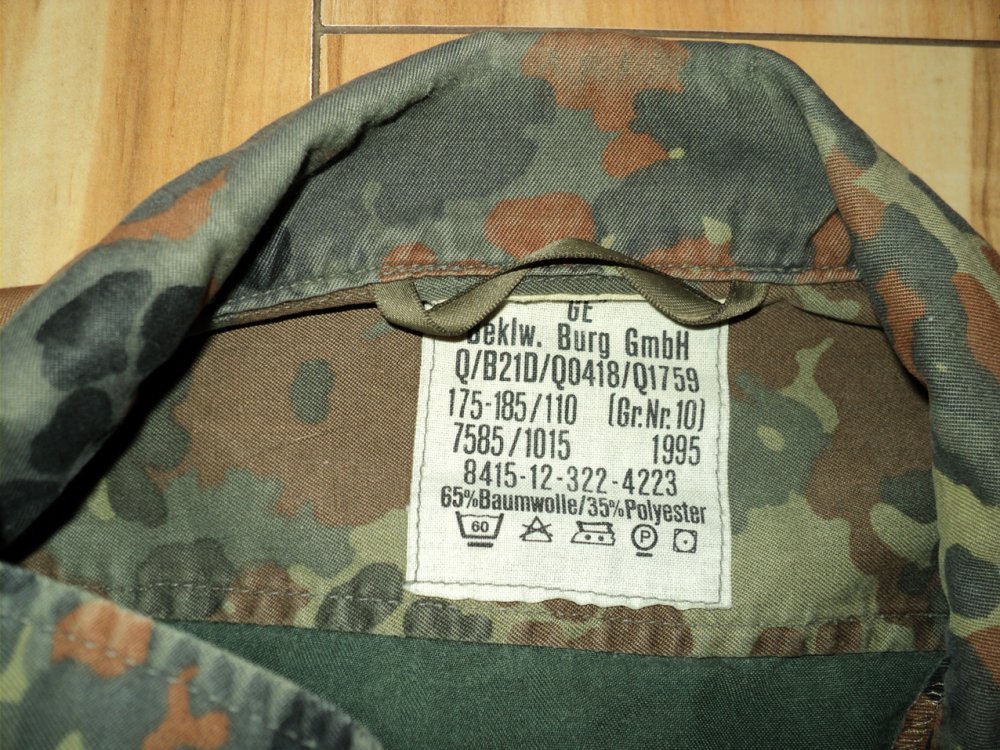 GE
Beklw. Burg GmbH
Q/B21D/Q0418/Q1759
175-185/110 (Gr.Nr.10)
7585/1015 1995
8415-12-322-4223
65%Baumwolle/35%Polyester
60 P